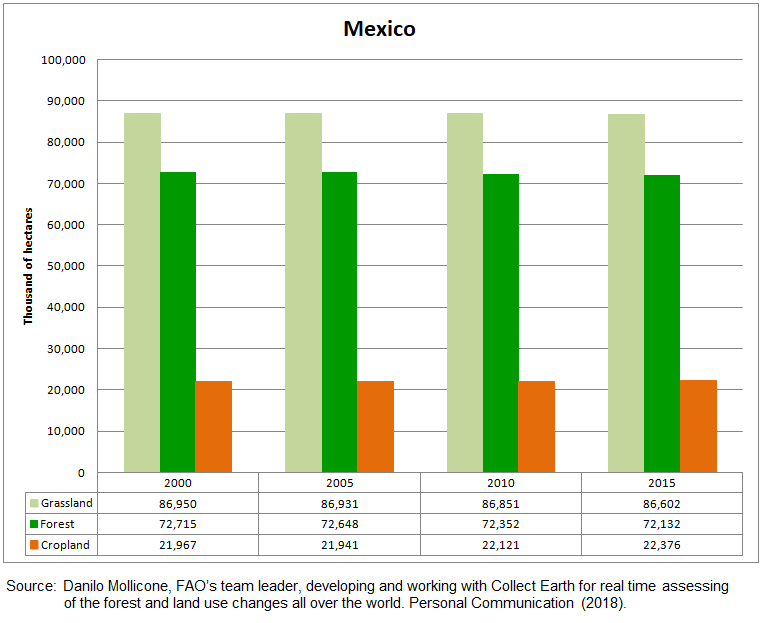 Mexico
100,000
90,000
80,000
70,000
60,000
50,000
40,000
30,000
20,000
10,000
0
Thousand of hectares
2000 2005 2010 2015
Grassland 86,950 86,931 86,851 86,602
Forest 72,715 72,648 72,352 72,132
Cropland 21,967 21,941 22,121 22,376
Source: Danilo Mollicone, FAO’s team leader, developing and working with Collect Earth for real time assessing
of the forest and land use changes all over the world. Personal Communication (2018).